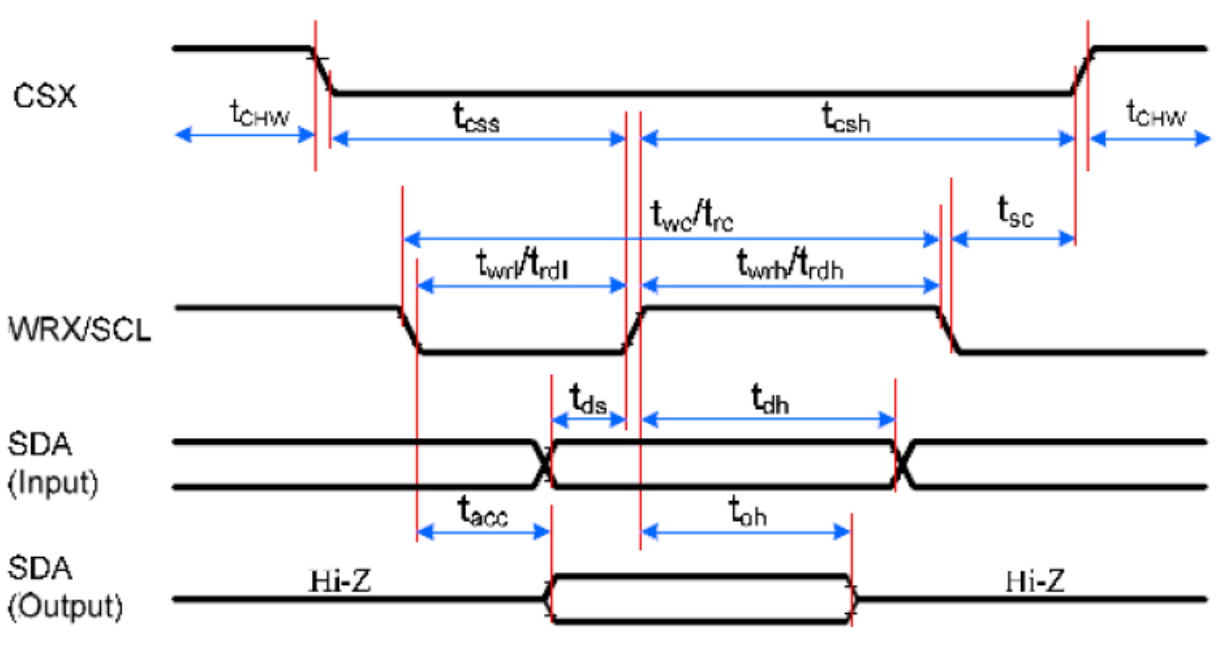 CSX
tCHW
tcss
tcsh
tCHW
twc/trc
tsc
twrl/trdl
twrh/trdh
WRX/SCL
tds
tdh
SDA
(Input)
tacc
toh
SDA
(Output)
Hi-Z
Hi-Z